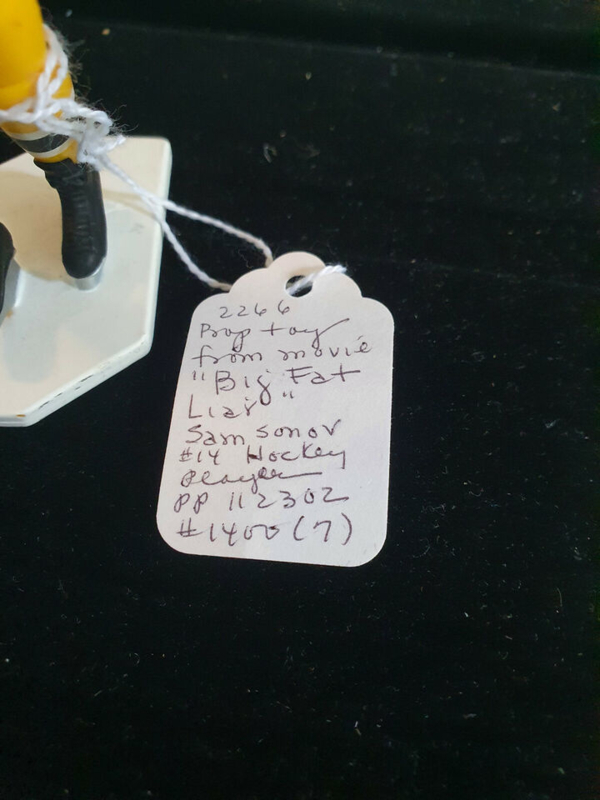 2266
Prop toy
from movie
"Big Fat
Liar"
Samsonov
#14 Hockey
Player
PP 112302
#1400(7)